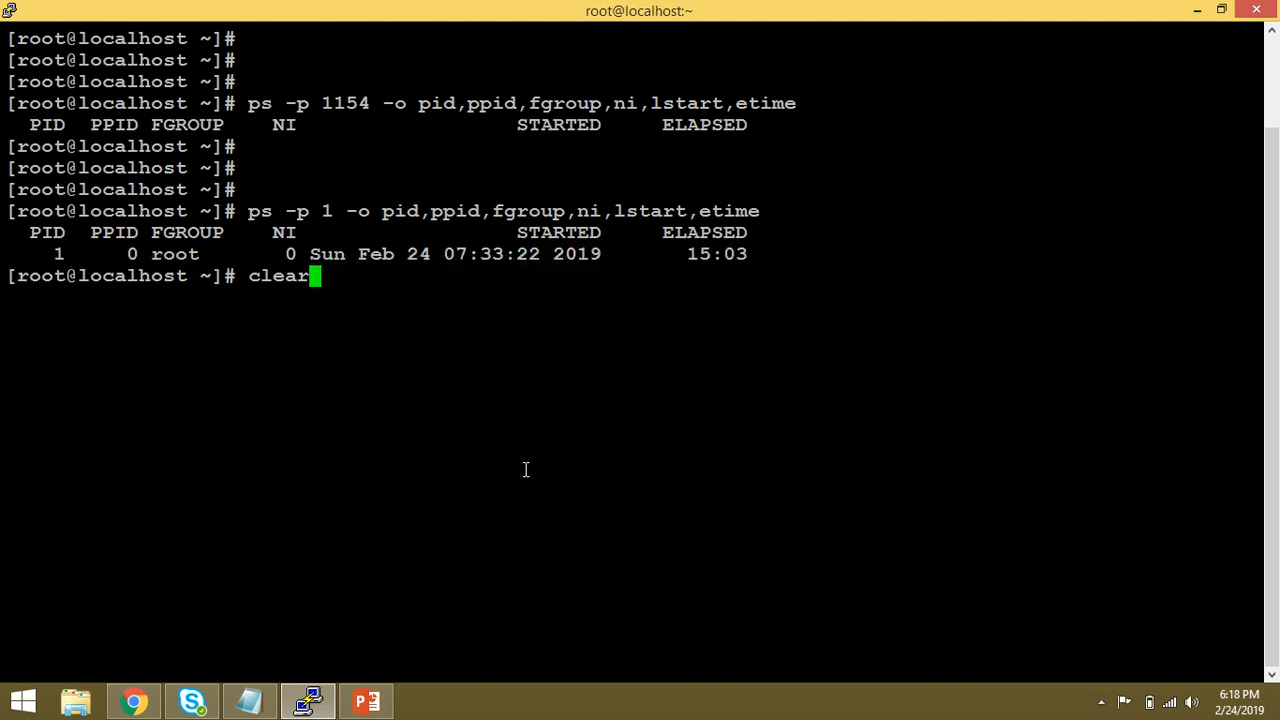 root@localhost:~
[root@localhost ~]#
[root@localhost ~]#
[root@localhost ~]#
[root@localhost ~]# ps -p 1154 -o pid,ppid,fgroup,ni,lstart,etime
PID PPID FGROUP NI STARTED ELAPSED
[root@localhost ~]#
[root@localhost ~]#
[root@localhost ~]#
[root@localhost ~]# ps -p 1 -o pid,ppid,fgroup,ni,lstart,etime
PID PPID FGROUP NI STARTED ELAPSED
1 0 root 0 Sun Feb 24 07:33:22 2019 15:03
[root@localhost ~]# clear
6:18 PM
2/24/2019